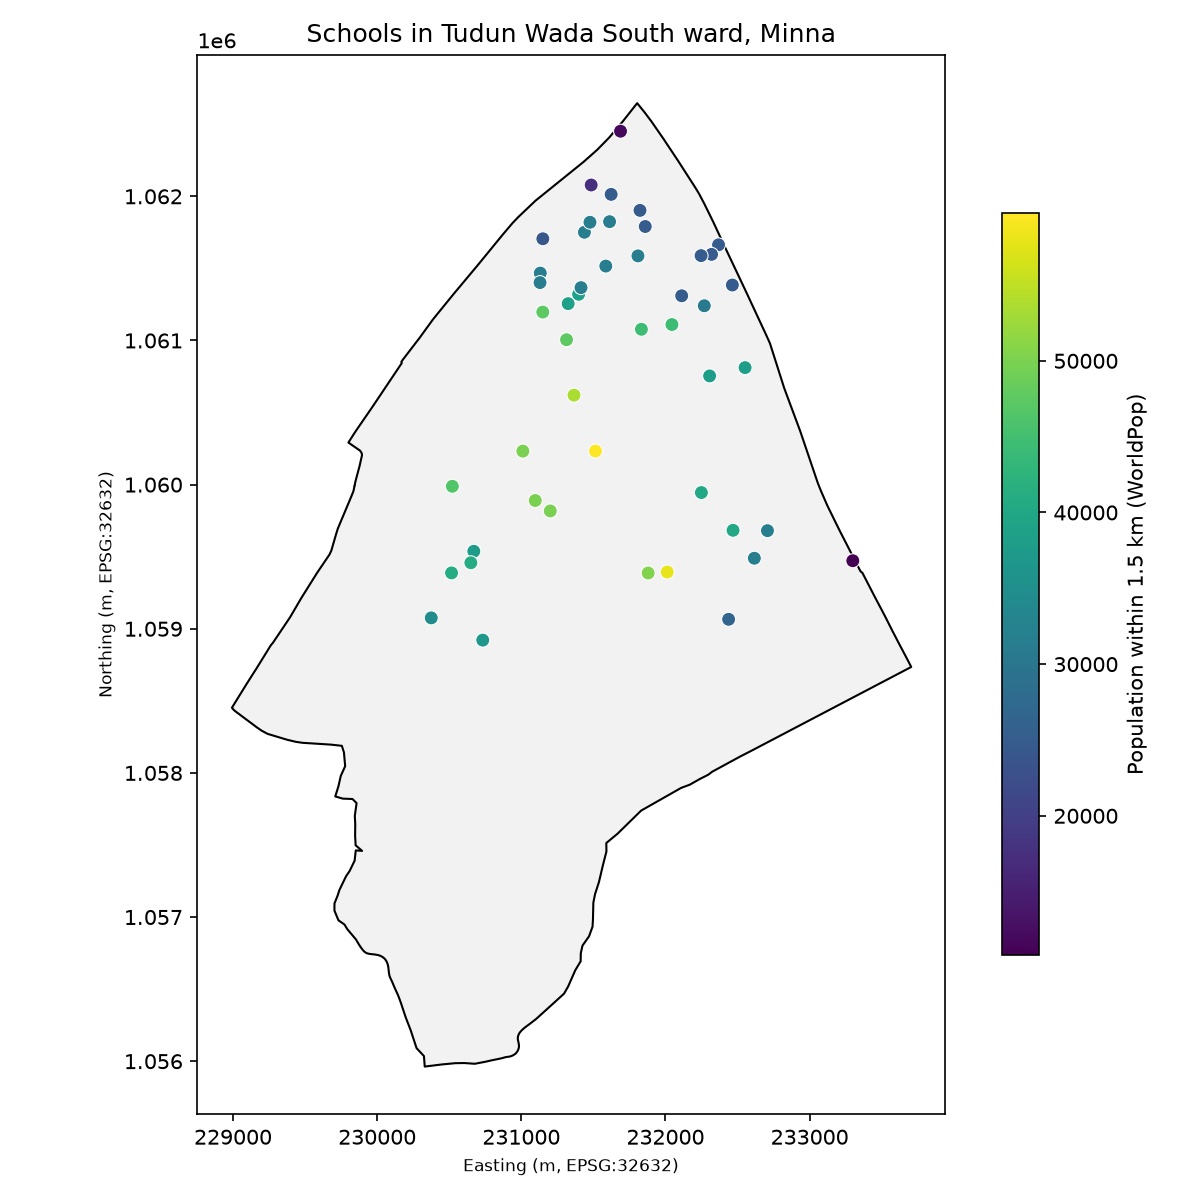 Schools in Tudun Wada South ward, Minna
1e6
1.062
1.061
1.060
1.059
1.058
1.057
1.056
Northing (m, EPSG:32632)
229000 230000 231000 232000 233000
Easting (m, EPSG:32632)
50000
40000
30000
20000
Population within 1.5 km (WorldPop)